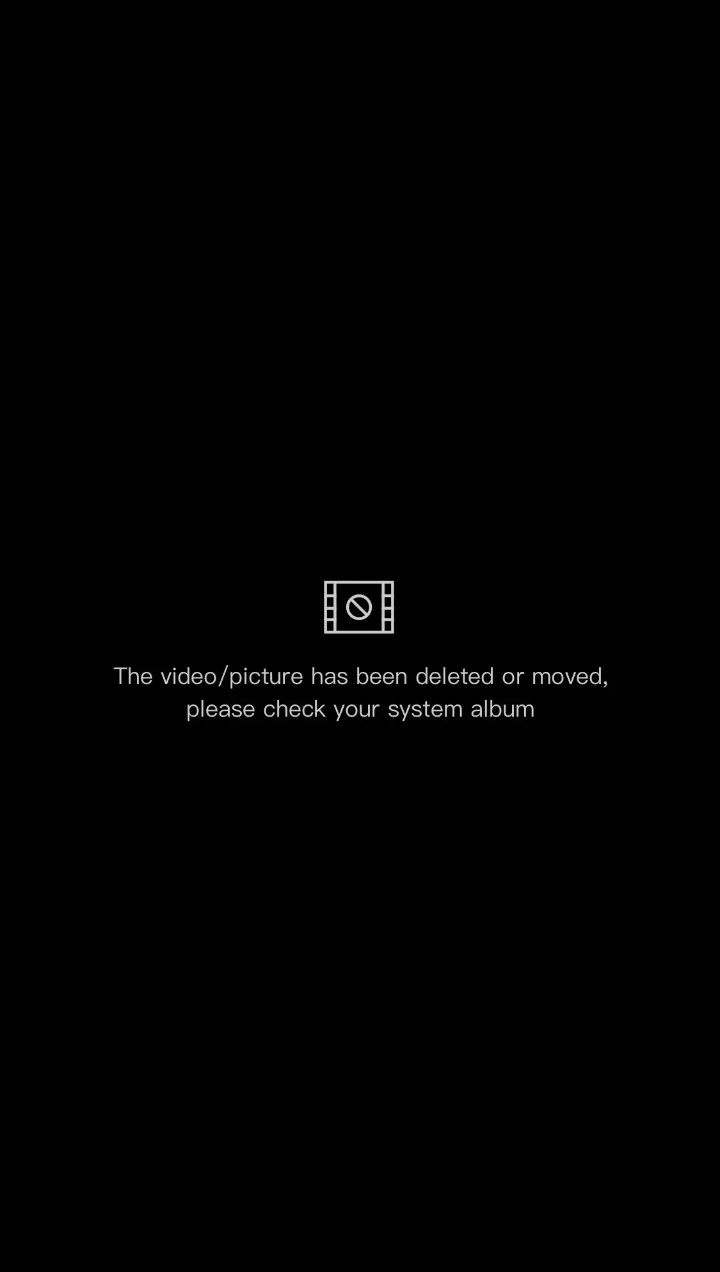 The video/picture has been deleted or moved,
please check your system album